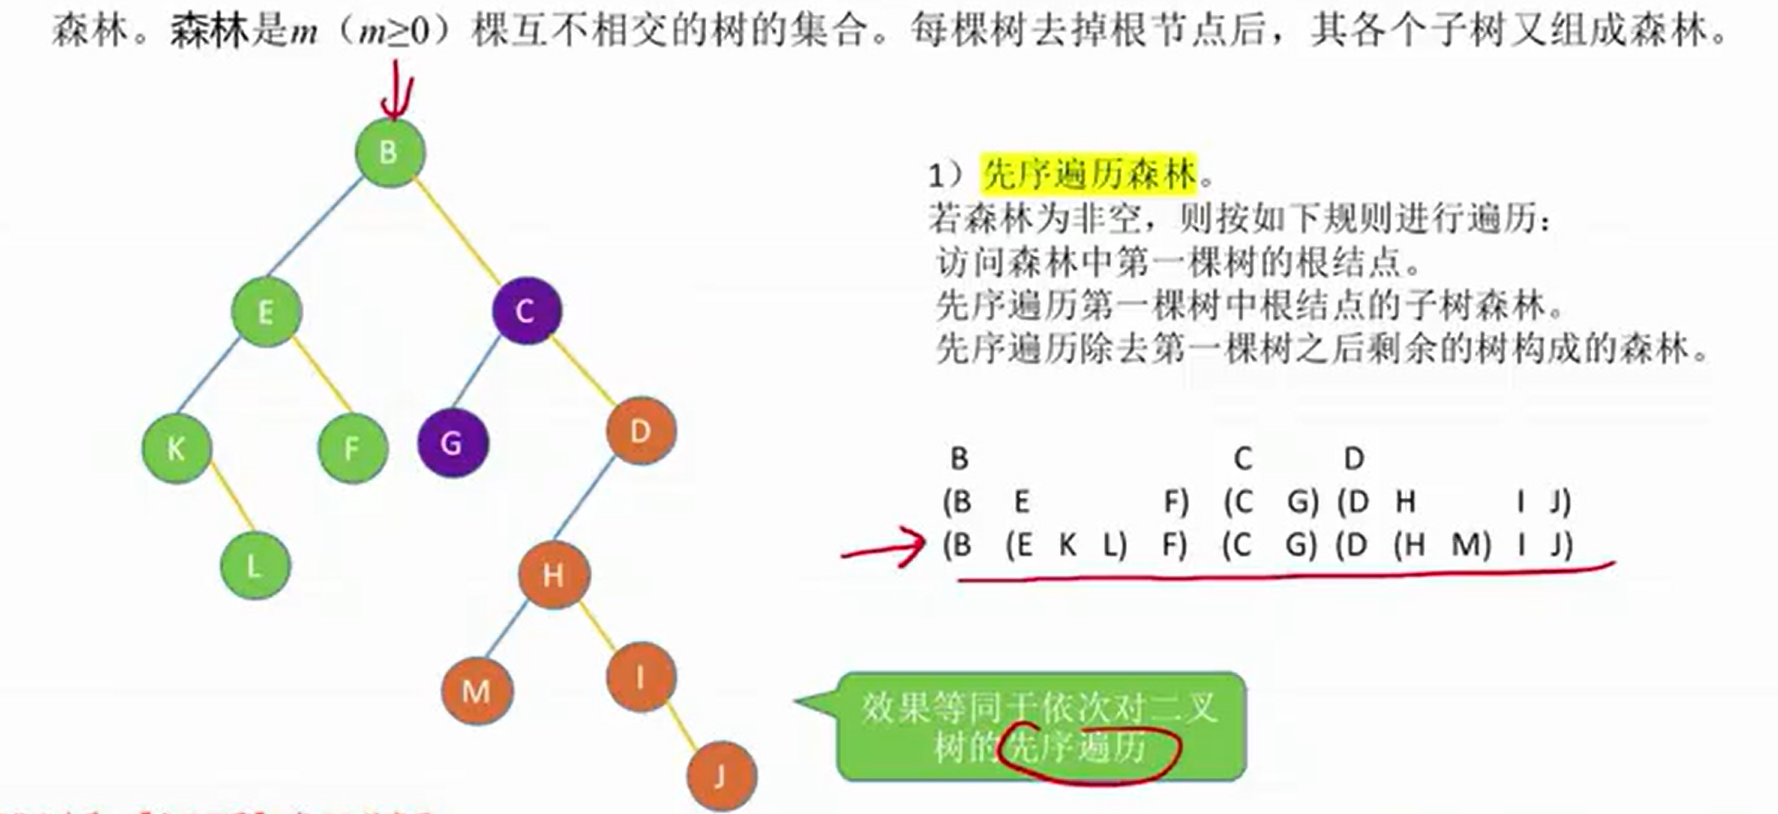 森林。森林是m（m≥0）棵互不相交的树的集合。每棵树去掉根节点后，其各个子树又组成森林。
B
E
C
K
F
G
D
L
H
M
I
J
1）先序遍历森林。
若森林为非空，则按如下规则进行遍历：
访问森林中第一棵树的根结点。
先序遍历第一棵树中根结点的子树森林。
先序遍历除去第一棵树之后剩余的树构成的森林。
B C D
(B E F) (C G) (D H I J)
(B (E K L) F) (C G) (D (H M) I J)
效果等同于依次对二叉
树的先序遍历